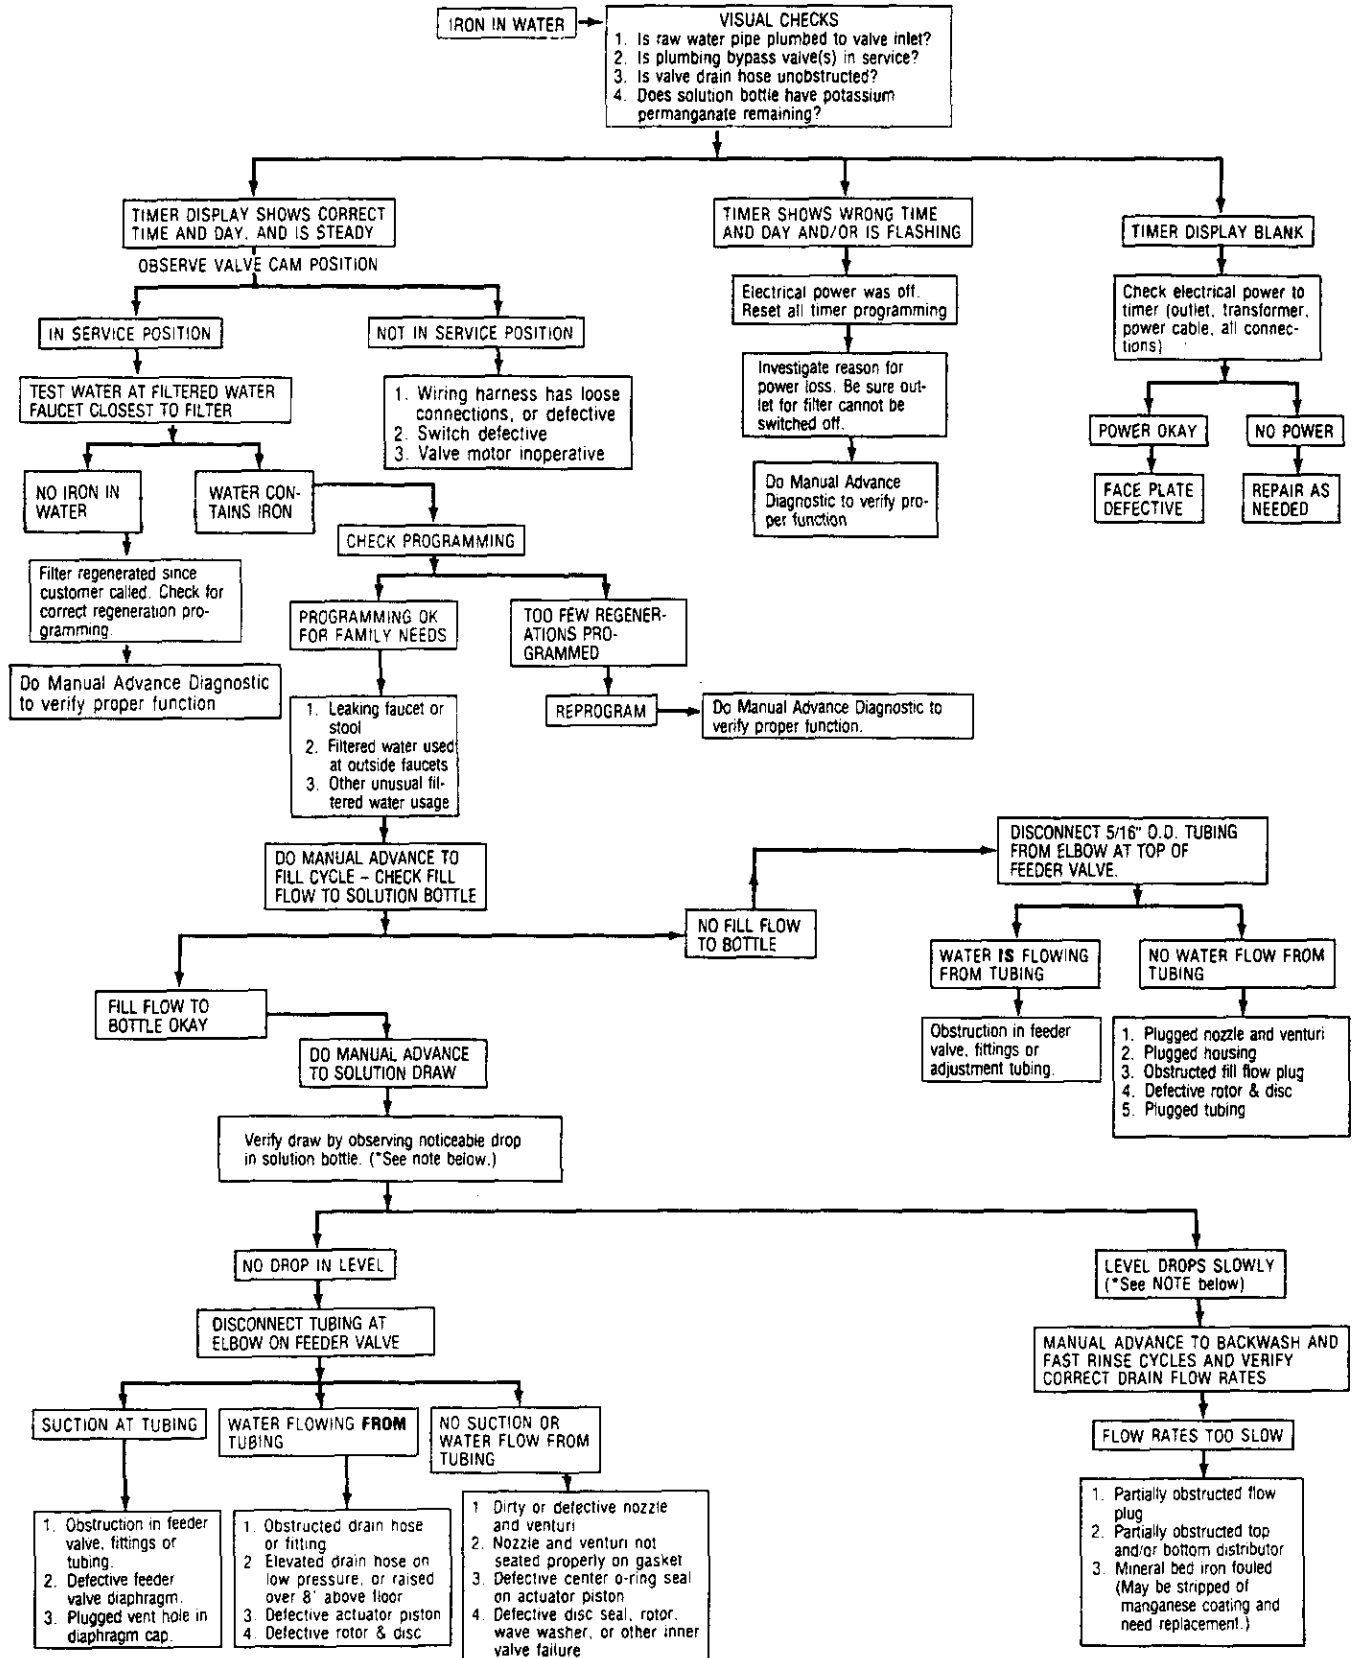 IRON IN WATER
VISUAL CHECKS
1. Is raw water pipe plumbed to valve inlet?
2. Is plumbing bypass valve(s) in service?
3. Is valve drain hose unobstructed?
4. Does solution bottle have potassium
permanganate remaining?
TIMER DISPLAY SHOWS CORRECT
TIME AND DAY, AND IS STEADY
OBSERVE VALVE CAM POSITION
TIMER SHOWS WRONG TIME
AND DAY AND/OR IS FLASHING
TIMER DISPLAY BLANK
Electrical power was off.
Reset all timer programming
Check electrical power to
timer (outlet, transformer,
power cable, all connec-
tions)
IN SERVICE POSITION
NOT IN SERVICE POSITION
Investigate reason for
power loss. Be sure out-
let for filter cannot be
switched off.
TEST WATER AT FILTERED WATER
FAUCET CLOSEST TO FILTER
1. Wiring harness has loose
connections, or defective
2. Switch defective
3. Valve motor inoperative
POWER OKAY
NO POWER
NO IRON IN
WATER
WATER CON-
TAINS IRON
Do Manual Advance
Diagnostic to verify pro-
per function
FACE PLATE
DEFECTIVE
REPAIR AS
NEEDED
CHECK PROGRAMMING
Filter regenerated since
customer called. Check for
correct regeneration pro-
gramming.
PROGRAMMING OK
FOR FAMILY NEEDS
TOO FEW REGENER-
ATIONS PRO-
GRAMMED
Do Manual Advance Diagnostic
to verify proper function
REPROGRAM
Do Manual Advance Diagnostic to
verify proper function.
1. Leaking faucet or
stool
2. Filtered water used
at outside faucets
3. Other unusual fil-
tered water usage
DO MANUAL ADVANCE TO
FILL CYCLE – CHECK FILL
FLOW TO SOLUTION BOTTLE
DISCONNECT 5/16" O.D. TUBING
FROM ELBOW AT TOP OF
FEEDER VALVE.
NO FILL FLOW
TO BOTTLE
WATER IS FLOWING
FROM TUBING
NO WATER FLOW FROM
TUBING
FILL FLOW TO
BOTTLE OKAY
Obstruction in feeder
valve, fittings or
adjustment tubing.
1. Plugged nozzle and venturi
2. Plugged housing
3. Obstructed fill flow plug
4. Defective rotor & disc
5. Plugged tubing
DO MANUAL ADVANCE
TO SOLUTION DRAW
Verify draw by observing noticeable drop
in solution bottle. (*See note below.)
NO DROP IN LEVEL
LEVEL DROPS SLOWLY
(*See NOTE below)
DISCONNECT TUBING AT
ELBOW ON FEEDER VALVE
MANUAL ADVANCE TO BACKWASH AND
FAST RINSE CYCLES AND VERIFY
CORRECT DRAIN FLOW RATES
SUCTION AT TUBING
WATER FLOWING FROM
TUBING
NO SUCTION OR
WATER FLOW FROM
TUBING
FLOW RATES TOO SLOW
1. Obstruction in feeder
valve, fittings or
tubing.
2. Defective feeder
valve diaphragm.
3. Plugged vent hole in
diaphragm cap.
1. Obstructed drain hose
or fitting
2 Elevated drain hose on
low pressure, or raised
over 8' above floor
3. Defective actuator piston
4. Defective rotor & disc
1 Dirty or defective nozzle
and venturi
2. Nozzle and venturi not
seated properly on gasket
3. Defective center o-ring seal
on actuator piston
4. Defective disc seal, rotor,
wave washer, or other inner
valve failure
1. Partially obstructed flow
plug
2. Partially obstructed top
and/or bottom distributor
3. Mineral bed iron fouled
(May be stripped of
manganese coating and
need replacement.)